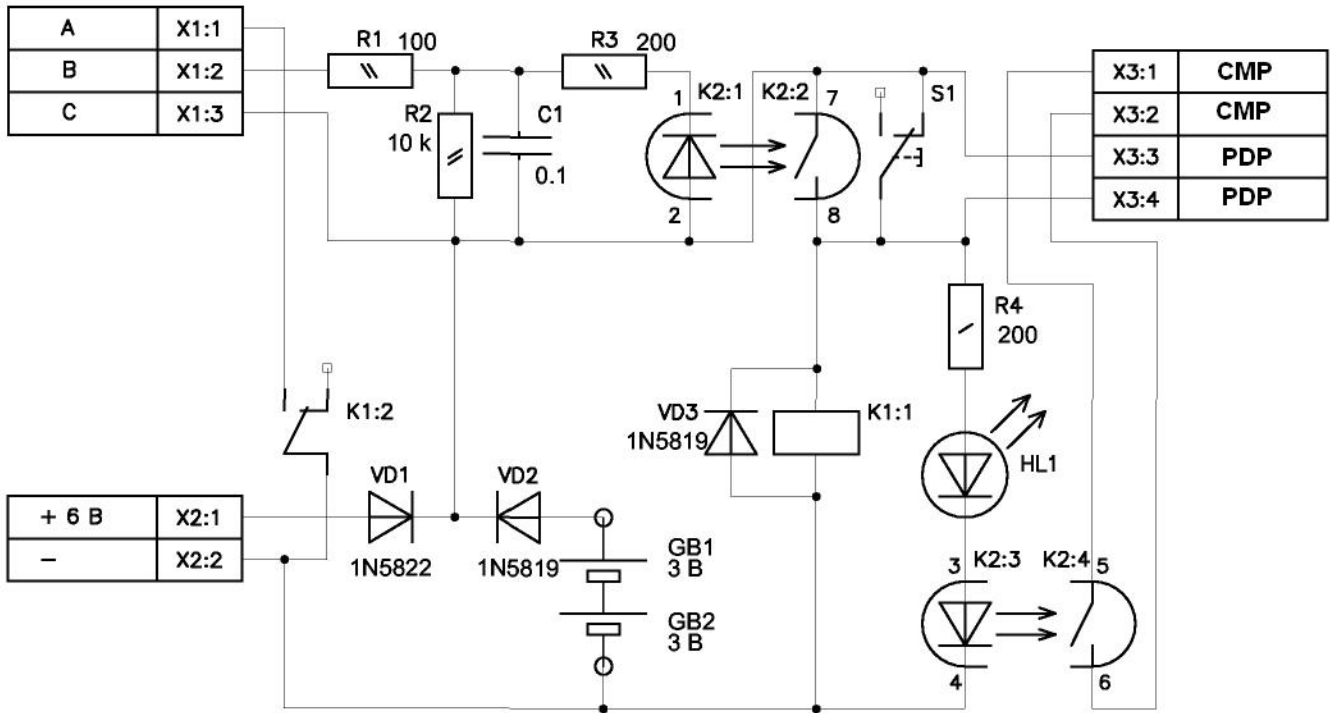 A X1:1
B X1:2
C X1:3
R1 100
R3 200
R2
10 k
C1
0.1
1 K2:1
2
K2:2 7
8
S1
X3:1 CMP
X3:2 CMP
X3:3 PDP
X3:4 PDP
R4
200
K1:2
VD3
1N5819
K1:1
HL1
+ 6 В X2:1
– X2:2
VD1
1N5822
VD2
1N5819
GB1
3 В
GB2
3 В
3 K2:3
4
K2:4 5
6